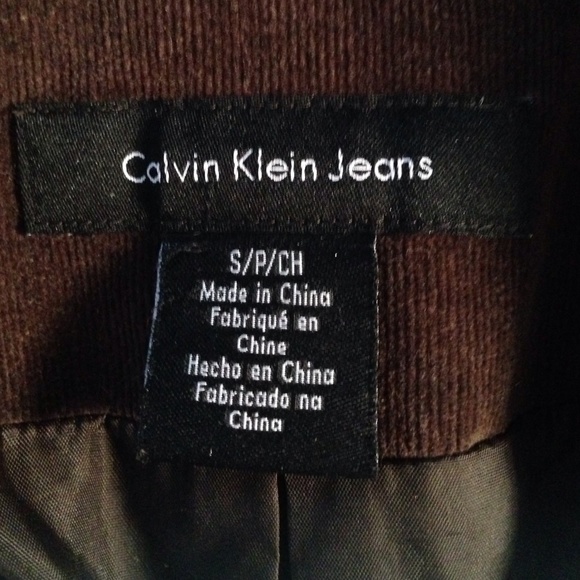 Calvin Klein Jeans
S/P/CH
Made in China
Fabriqué en
Chine
Hecho en China
Fabricado na
China